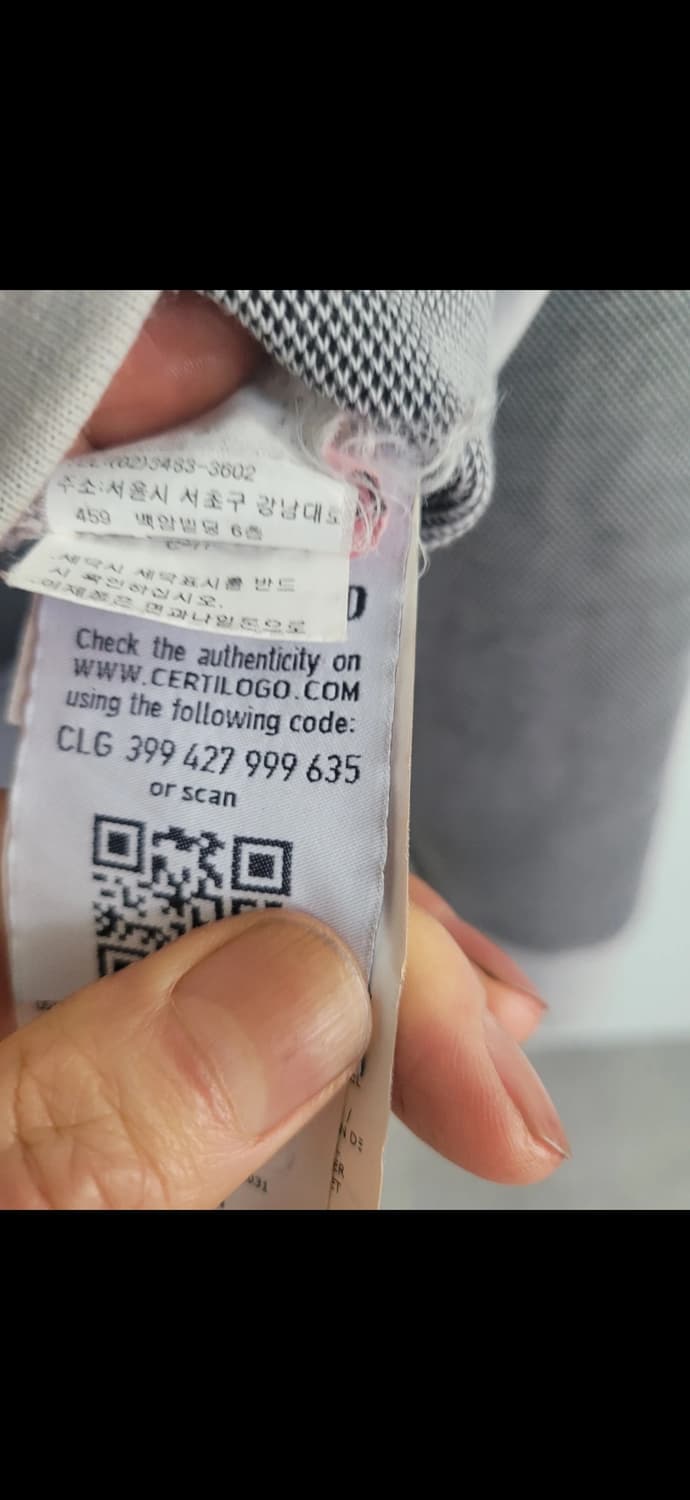 (02)3483-3602
주소:서울시 서초구 강남대로
459 백암빌딩 6층
.세탁시 세탁표시를 반드
시 확인하십시오.
Check the authenticity on
WWW.CERTILOGO.COM
using the following code:
CLG 399 427 999 635
or scan
031